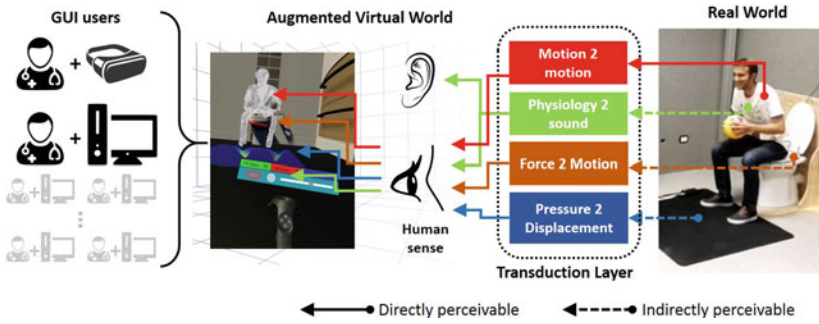 GUI users
Augmented Virtual World
Real World
+
+
+
+
+
+
Motion 2
motion
Physiology 2
sound
Force 2 Motion
Pressure 2
Displacement
Human
sense
Transduction Layer
Directly perceivable
Indirectly perceivable